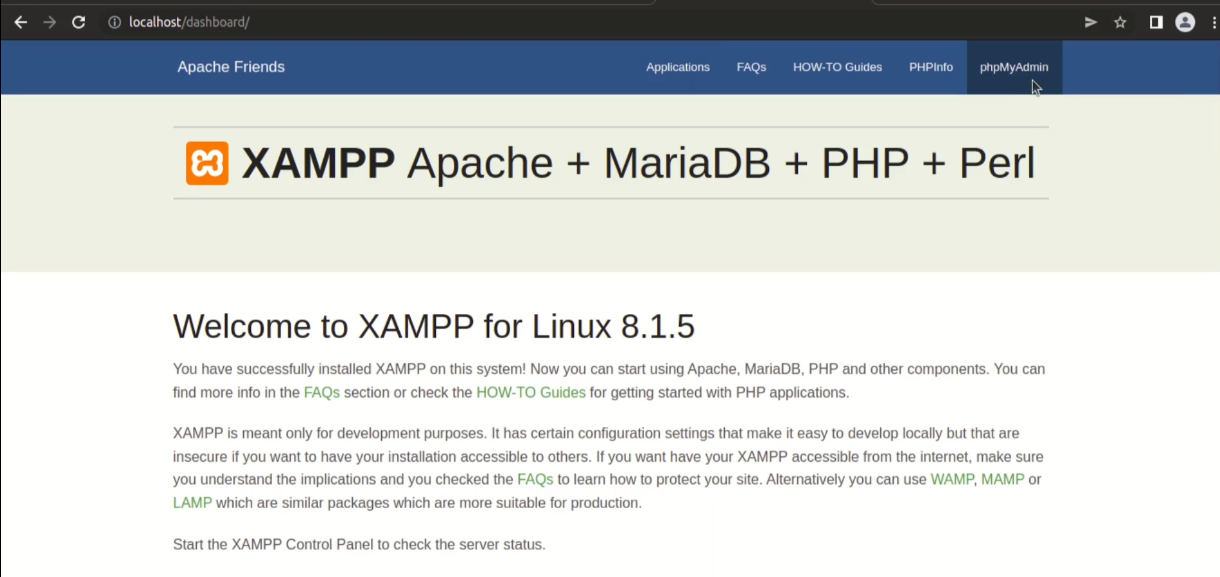 localhost/dashboard/
Apache Friends Applications FAQs HOW-TO Guides PHPInfo phpMyAdmin
XAMPP Apache + MariaDB + PHP + Perl
Welcome to XAMPP for Linux 8.1.5
You have successfully installed XAMPP on this system! Now you can start using Apache, MariaDB, PHP and other components. You can
find more info in the FAQs section or check the HOW-TO Guides for getting started with PHP applications.
XAMPP is meant only for development purposes. It has certain configuration settings that make it easy to develop locally but that are
insecure if you want to have your installation accessible to others. If you want have your XAMPP accessible from the internet, make sure
you understand the implications and you checked the FAQs to learn how to protect your site. Alternatively you can use WAMP, MAMP or
LAMP which are similar packages which are more suitable for production.
Start the XAMPP Control Panel to check the server status.